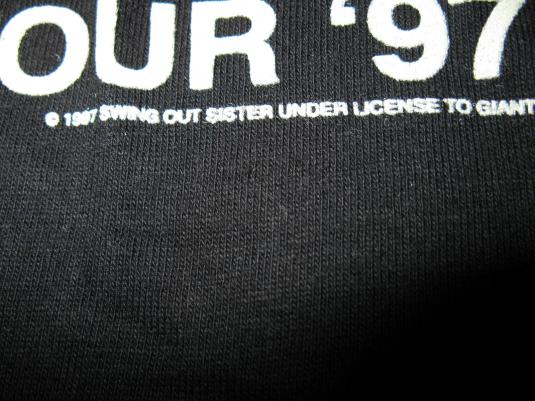 OUR '97
© 1997 SWING OUT SISTER UNDER LICENSE TO GIANT